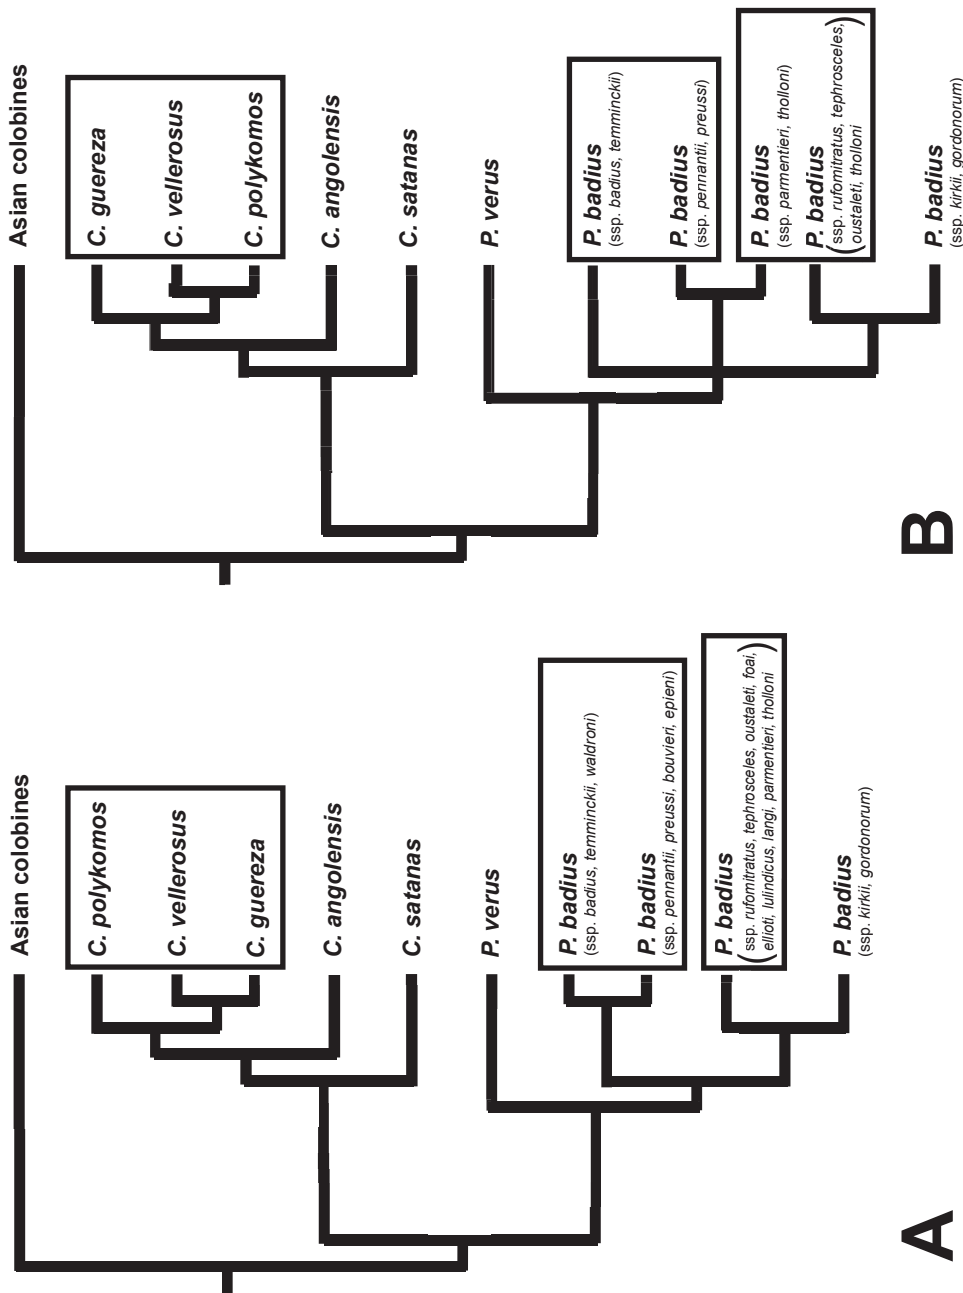 Asian colobines
C. polykomos
C. vellerosus
C. guereza
C. angolensis
C. satanas
P. verus
P. badius
(ssp. badius, temminckii, waldroni)
P. badius
(ssp. pennantii, preussi, bouvieri, epieni)
P. badius
(ssp. rufomitratus, tephrosceles, oustaleti, foai,
ellioti, lulindicus, langi, parmentieri, tholloni)
P. badius
(ssp. kirkii, gordonorum)
A
Asian colobines
C. guereza
C. vellerosus
C. polykomos
C. angolensis
C. satanas
P. verus
P. badius
(ssp. badius, temminckii)
P. badius
(ssp. pennantii, preussi)
P. badius
(ssp. parmentieri, tholloni)
P. badius
(ssp. rufomitratus, tephrosceles,
oustaleti, tholloni)
P. badius
(ssp. kirkii, gordonorum)
B